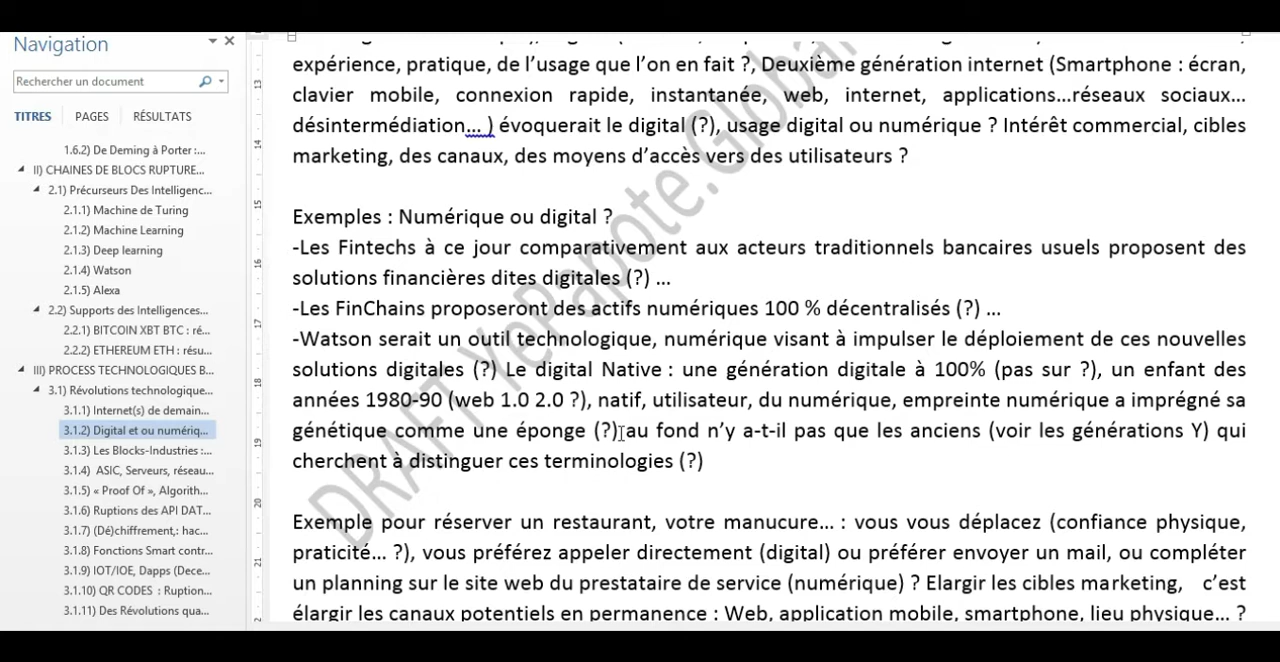 Navigation
Rechercher un document
TITRES PAGES RÉSULTATS
1.6.2) De Deming à Porter :...
II) CHAINES DE BLOCS RUPTURE...
2.1) Précurseurs Des Intelligenc...
2.1.1) Machine de Turing
2.1.2) Machine Learning
2.1.3) Deep learning
2.1.4) Watson
2.1.5) Alexa
2.2) Supports des Intelligences...
2.2.1) BITCOIN XBT BTC : ré...
2.2.2) ETHEREUM ETH : résu...
III) PROCESS TECHNOLOGIQUES B...
3.1) Révolutions technologique...
3.1.1) Internet(s) de demain...
3.1.2) Digital et ou numériq...
3.1.3) Les Blocks-Industries :...
3.1.4) ASIC, Serveurs, réseau...
3.1.5) « Proof Of », Algorith...
3.1.6) Ruptions des API DAT...
3.1.7) (Dé)chiffrement,: hac...
3.1.8) Fonctions Smart contr...
3.1.9) IOT/IOE, Dapps (Dece...
3.1.10) QR CODES : Ruption...
3.1.11) Des Révolutions qua...
13
14
15
16
17
18
19
20
21
expérience, pratique, de l’usage que l’on en fait ?, Deuxième génération internet (Smartphone : écran,
clavier mobile, connexion rapide, instantanée, web, internet, applications...réseaux sociaux...
désintermédiation... ) évoquerait le digital (?), usage digital ou numérique ? Intérêt commercial, cibles
marketing, des canaux, des moyens d’accès vers des utilisateurs ?
Exemples : Numérique ou digital ?
-Les Fintechs à ce jour comparativement aux acteurs traditionnels bancaires usuels proposent des
solutions financières dites digitales (?) ...
-Les FinChains proposeront des actifs numériques 100 % décentralisés (?) ...
-Watson serait un outil technologique, numérique visant à impulser le déploiement de ces nouvelles
solutions digitales (?) Le digital Native : une génération digitale à 100% (pas sur ?), un enfant des
années 1980-90 (web 1.0 2.0 ?), natif, utilisateur, du numérique, empreinte numérique a imprégné sa
génétique comme une éponge (?) au fond n’y a-t-il pas que les anciens (voir les générations Y) qui
cherchent à distinguer ces terminologies (?)
Exemple pour réserver un restaurant, votre manucure... : vous vous déplacez (confiance physique,
praticité... ?), vous préférez appeler directement (digital) ou préférer envoyer un mail, ou compléter
un planning sur le site web du prestataire de service (numérique) ? Elargir les cibles marketing, c’est
élargir les canaux potentiels en permanence : Web, application mobile, smartphone, lieu physique... ?
DRAFT YePapote.Global